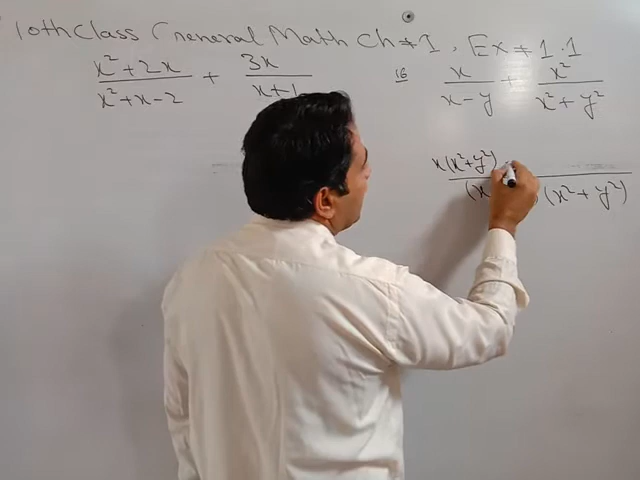 10th Class General Math Ch # 1 , Ex # 1.1
x² + 2x / x² + x - 2 + 3x / x + 1
16 x / x - y + x² / x² + y²
x(x² + y²)
(x (x² + y²)